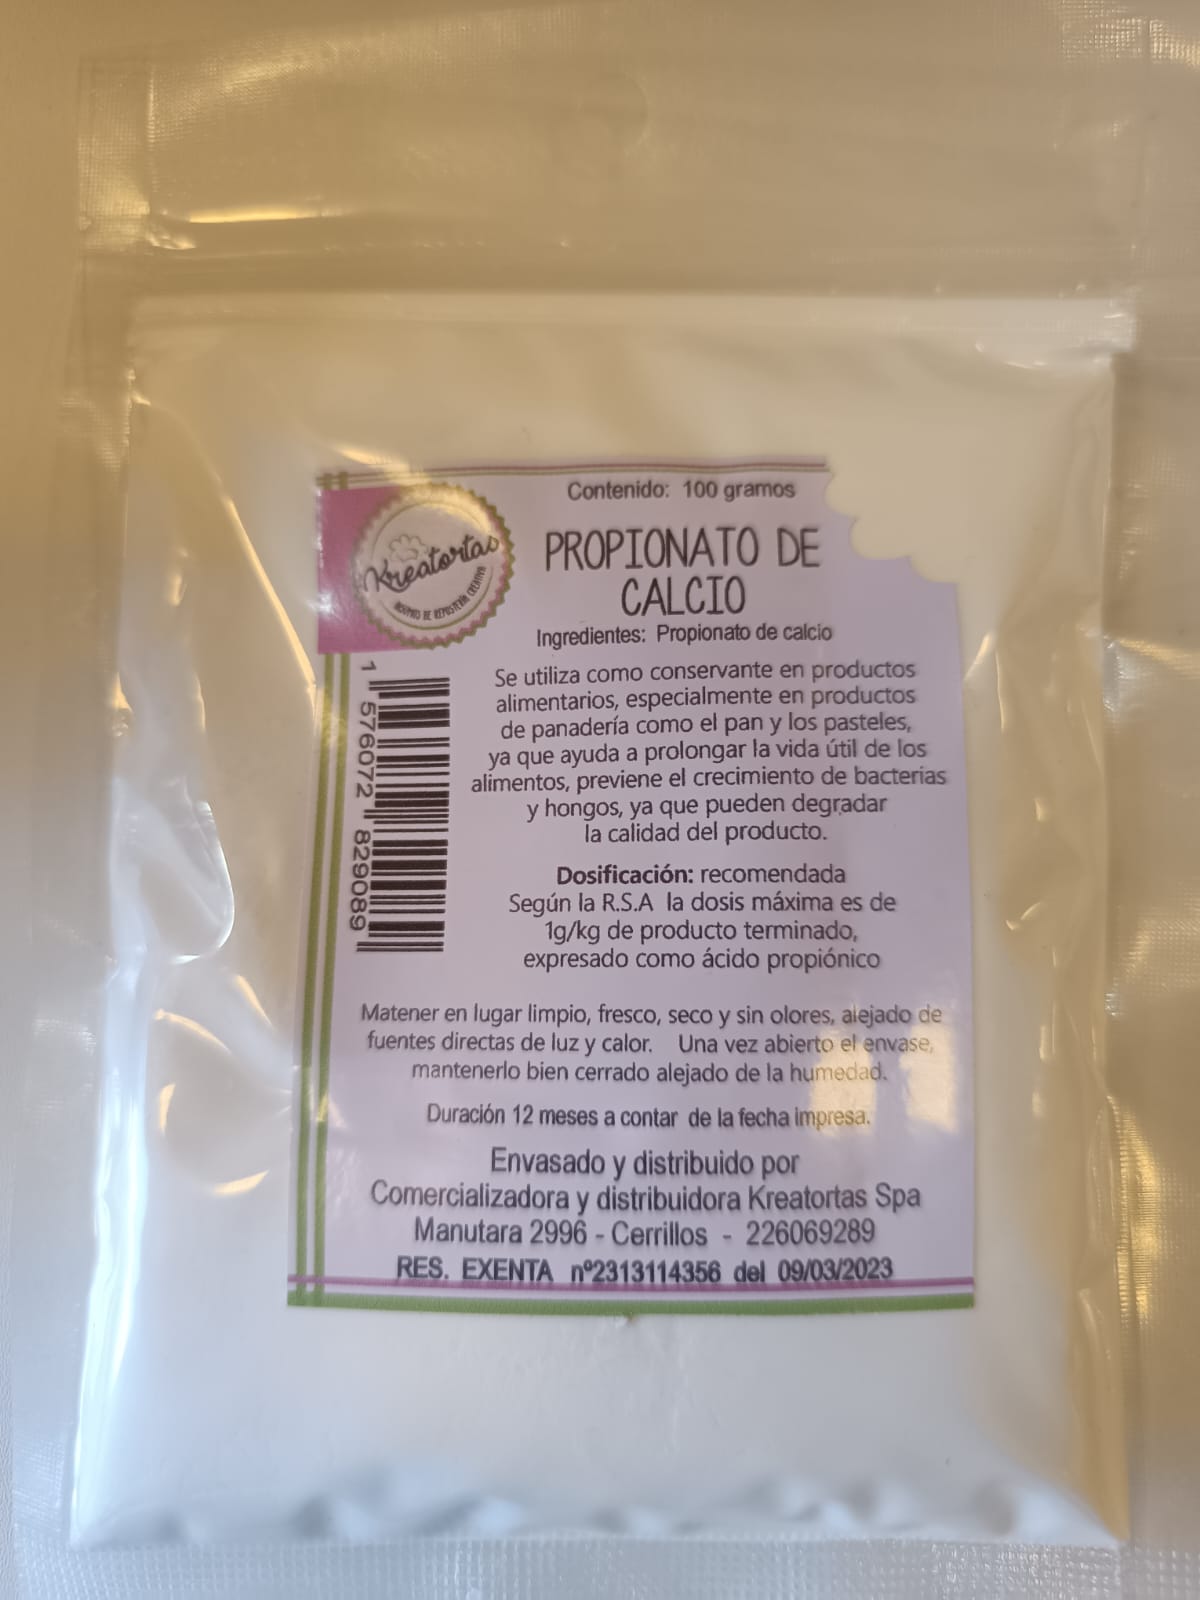 Contenido: 100 gramos
Kreatortas
MUNDO DE REPOSTERÍA CREATIVA
PROPIONATO DE
CALCIO
Ingredientes: Propionato de calcio
Se utiliza como conservante en productos
alimentarios, especialmente en productos
de panadería como el pan y los pasteles,
ya que ayuda a prolongar la vida útil de los
alimentos, previene el crecimiento de bacterias
y hongos, ya que pueden degradar
la calidad del producto.
1 576072 829089
Dosificación: recomendada
Según la R.S.A la dosis máxima es de
1g/kg de producto terminado,
expresado como ácido propiónico
Matener en lugar limpio, fresco, seco y sin olores, alejado de
fuentes directas de luz y calor. Una vez abierto el envase,
mantenerlo bien cerrado alejado de la humedad.
Duración 12 meses a contar de la fecha impresa.
Envasado y distribuido por
Comercializadora y distribuidora Kreatortas Spa
Manutara 2996 - Cerrillos - 226069289
RES. EXENTA nº2313114356 del 09/03/2023